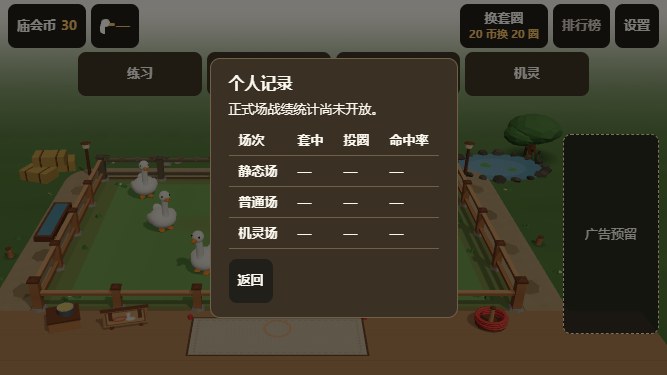 庙会币 30
—
换套圈
20 币换 20 圈
排行榜
设置
练习
机灵
个人记录
正式场战绩统计尚未开放。
场次 套中 投圈 命中率
静态场 — — —
普通场 — — —
机灵场 — — —
返回
广告预留